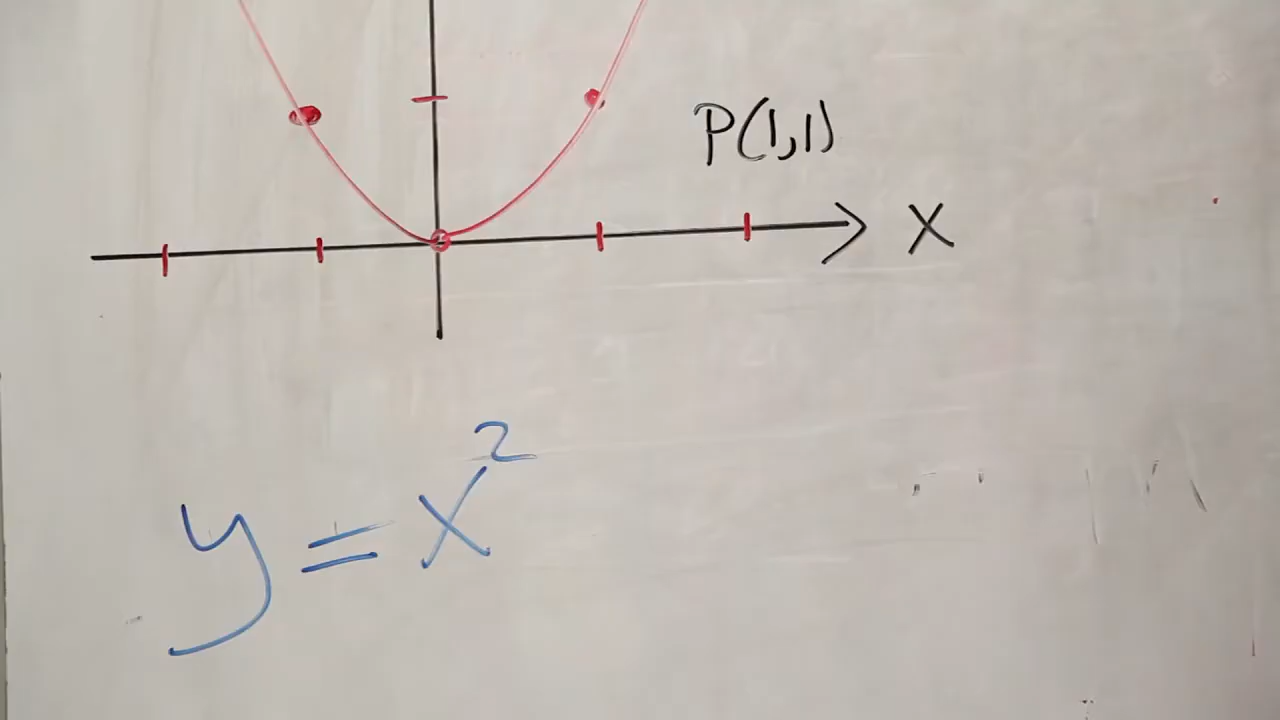 P(1,1)
X
y = x²